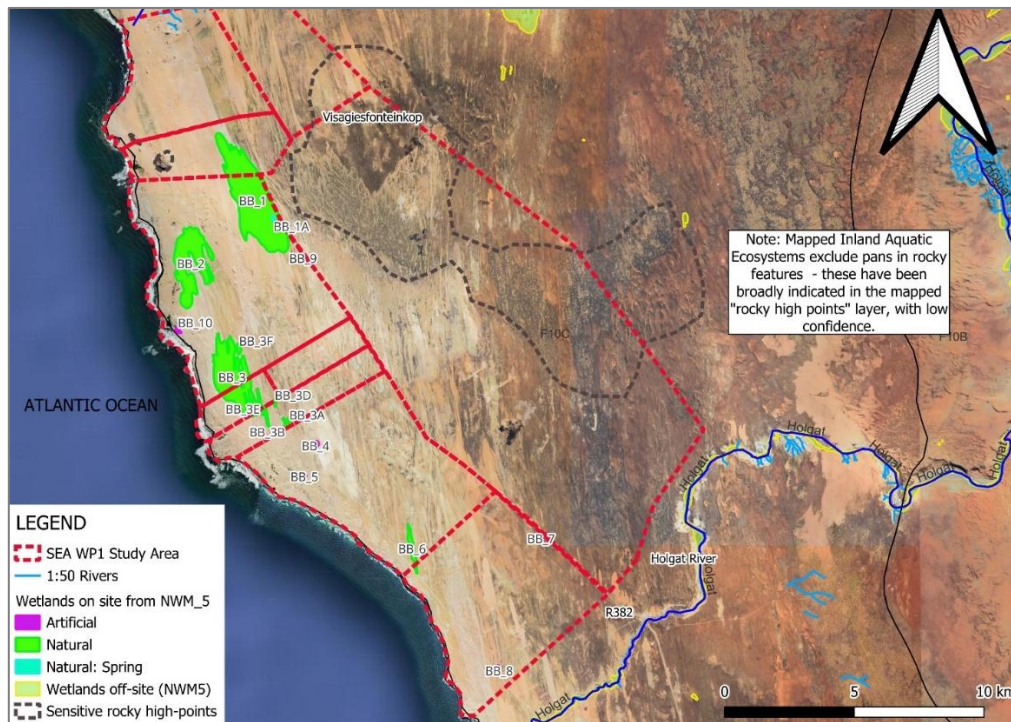 Visagiesfonteinkop
BB_1
BB_1A
BB_9
BB_2
BB_10
BB_3F
BB_3
BB_3D
BB_3E
BB_3A
BB_3B
BB_4
BB_5
BB_6
BB_7
BB_8
ATLANTIC OCEAN
Holgat
Note: Mapped Inland Aquatic
Ecosystems exclude pans in rocky
features - these have been
broadly indicated in the mapped
"rocky high points" layer, with low
confidence.
F10C
F10B
Holgat
Holgat
Holgat
Holgat
Holgat
Holgat River
Holgat
R382
Holgat
LEGEND
SEA WP1 Study Area
1:50 Rivers
Wetlands on site from NWM_5
Artificial
Natural
Natural: Spring
Wetlands off-site (NWM5)
Sensitive rocky high-points
0 5 10 km